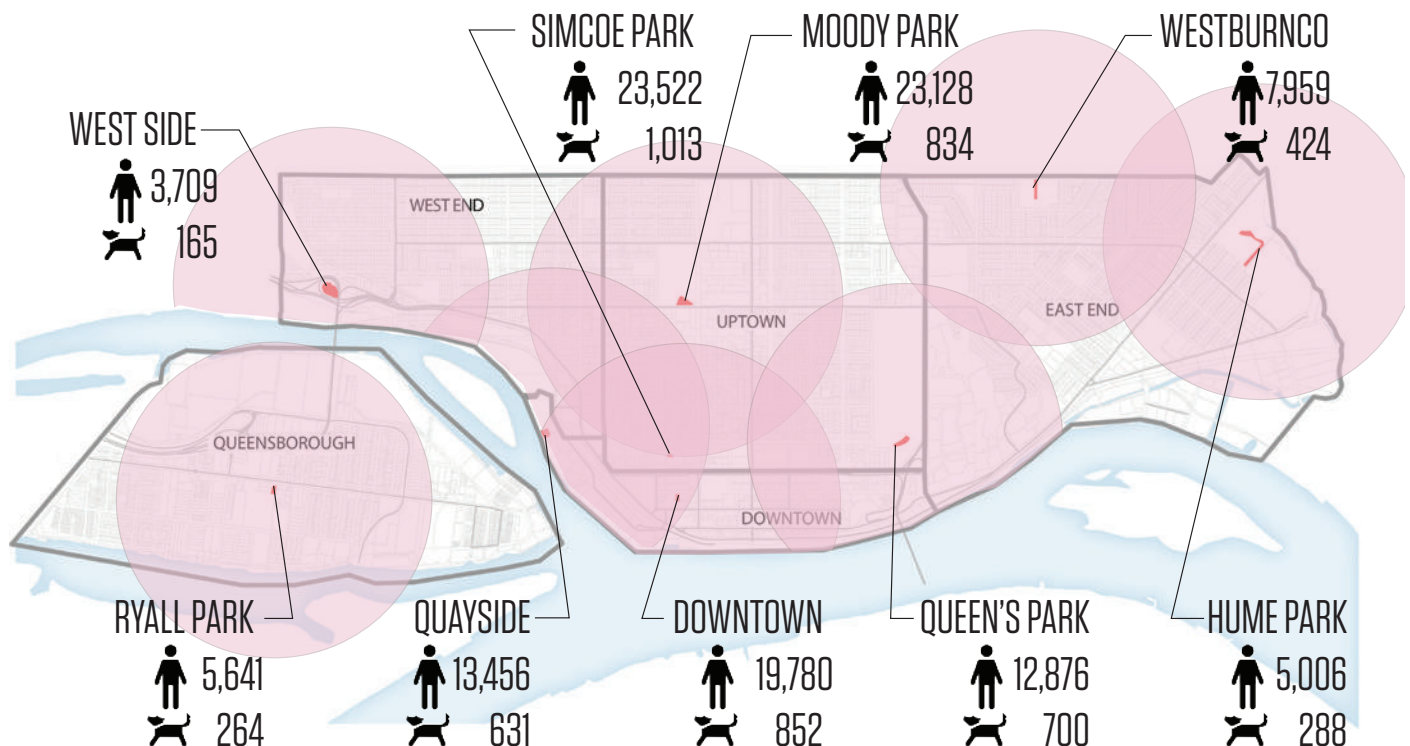 SIMCOE PARK
23,522
1,013
MOODY PARK
23,128
834
WESTBURNCO
7,959
424
WEST SIDE
3,709
165
WEST END
UPTOWN
EAST END
QUEENSBOROUGH
DOWNTOWN
RYALL PARK
5,641
264
QUAYSIDE
13,456
631
DOWNTOWN
19,780
852
QUEEN'S PARK
12,876
700
HUME PARK
5,006
288